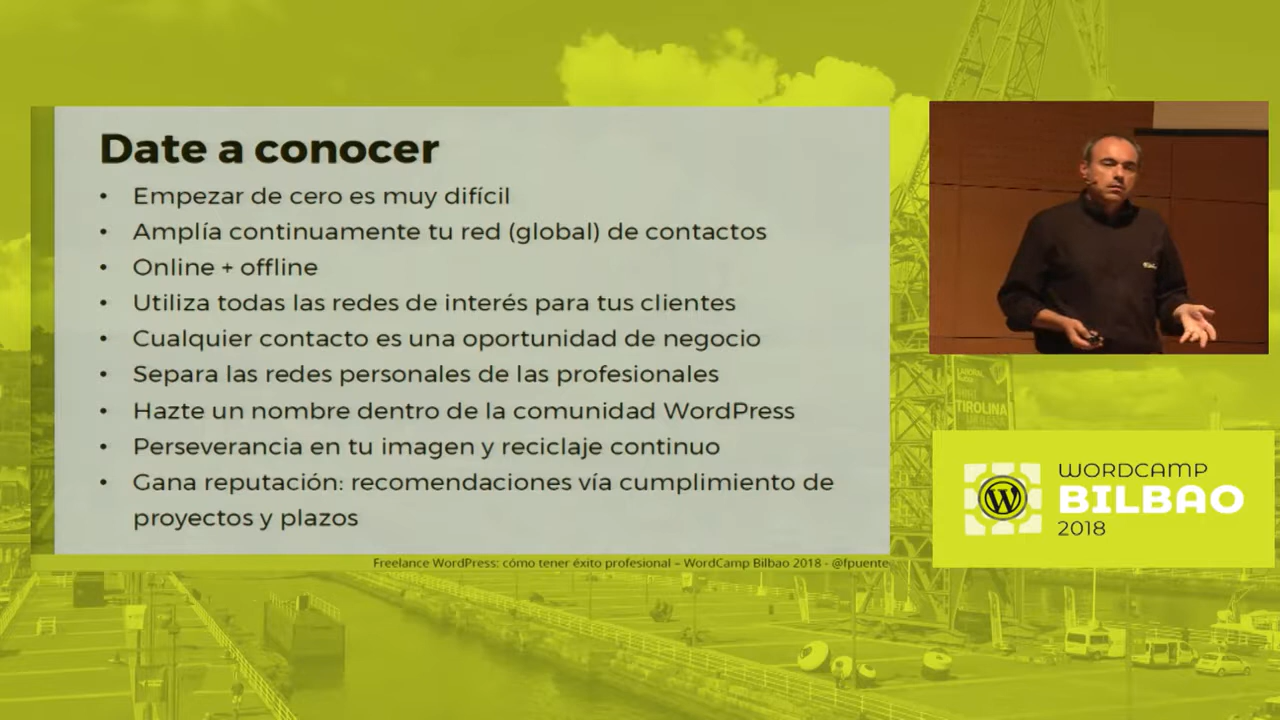 Date a conocer
• Empezar de cero es muy difícil
• Amplía continuamente tu red (global) de contactos
• Online + offline
• Utiliza todas las redes de interés para tus clientes
• Cualquier contacto es una oportunidad de negocio
• Separa las redes personales de las profesionales
• Hazte un nombre dentro de la comunidad WordPress
• Perseverancia en tu imagen y reciclaje continuo
• Gana reputación: recomendaciones vía cumplimiento de
proyectos y plazos
Freelance WordPress: cómo tener éxito profesional – WordCamp Bilbao 2018 - @fpuente
TIROLINA
WORDCAMP
BILBAO
2018